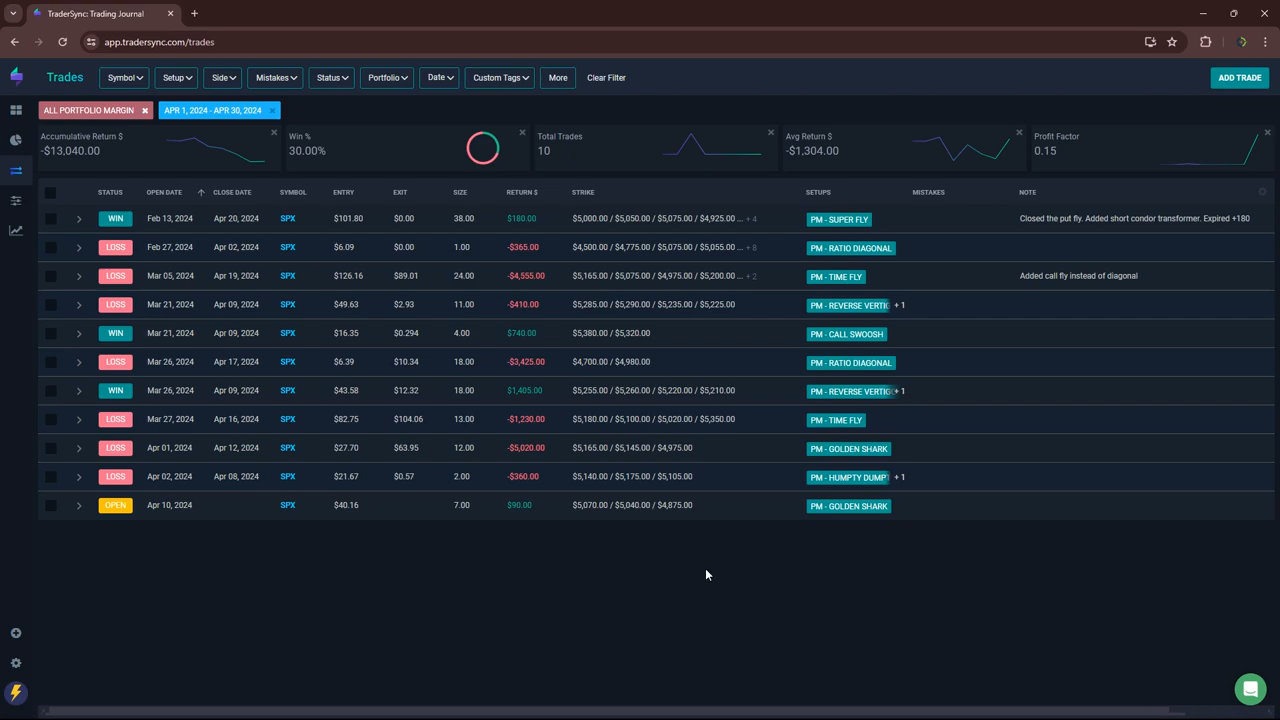 TraderSync: Trading Journal
app.tradersync.com/trades
Trades Symbol Setup Side Mistakes Status Portfolio Date Custom Tags More Clear Filter ADD TRADE
ALL PORTFOLIO MARGIN × APR 1, 2024 - APR 30, 2024 ×
Accumulative Return $ Win % Total Trades Avg Return $ Profit Factor
-$13,040.00 30.00% 10 -$1,304.00 0.15
STATUS OPEN DATE CLOSE DATE SYMBOL ENTRY EXIT SIZE RETURN $ STRIKE SETUPS MISTAKES NOTE
WIN Feb 13, 2024 Apr 20, 2024 SPX $101.80 $0.00 38.00 $180.00 $5,000.00 / $5,050.00 / $5,075.00 / $4,925.00 ... + 4 PM - SUPER FLY Closed the put fly. Added short condor transformer. Expired +180
LOSS Feb 27, 2024 Apr 02, 2024 SPX $6.09 $0.00 1.00 -$365.00 $4,500.00 / $4,775.00 / $5,075.00 / $5,055.00 ... + 8 PM - RATIO DIAGONAL
LOSS Mar 05, 2024 Apr 19, 2024 SPX $126.16 $89.01 24.00 -$4,555.00 $5,165.00 / $5,075.00 / $4,975.00 / $5,200.00 ... + 2 PM - TIME FLY Added call fly instead of diagonal
LOSS Mar 21, 2024 Apr 09, 2024 SPX $49.63 $2.93 11.00 -$410.00 $5,285.00 / $5,290.00 / $5,235.00 / $5,225.00 PM - REVERSE VERTIG + 1
WIN Mar 21, 2024 Apr 09, 2024 SPX $16.35 $0.294 4.00 $740.00 $5,380.00 / $5,320.00 PM - CALL SWOOSH
LOSS Mar 26, 2024 Apr 17, 2024 SPX $6.39 $10.34 18.00 -$3,425.00 $4,700.00 / $4,980.00 PM - RATIO DIAGONAL
WIN Mar 26, 2024 Apr 09, 2024 SPX $43.58 $12.32 18.00 $1,405.00 $5,255.00 / $5,260.00 / $5,220.00 / $5,210.00 PM - REVERSE VERTIG + 1
LOSS Mar 27, 2024 Apr 16, 2024 SPX $82.75 $104.06 13.00 -$1,230.00 $5,180.00 / $5,100.00 / $5,020.00 / $5,350.00 PM - TIME FLY
LOSS Apr 01, 2024 Apr 12, 2024 SPX $27.70 $63.95 12.00 -$5,020.00 $5,165.00 / $5,145.00 / $4,975.00 PM - GOLDEN SHARK
LOSS Apr 02, 2024 Apr 08, 2024 SPX $21.67 $0.57 2.00 -$360.00 $5,140.00 / $5,175.00 / $5,105.00 PM - HUMPTY DUMPT + 1
OPEN Apr 10, 2024 SPX $40.16 7.00 $90.00 $5,070.00 / $5,040.00 / $4,875.00 PM - GOLDEN SHARK